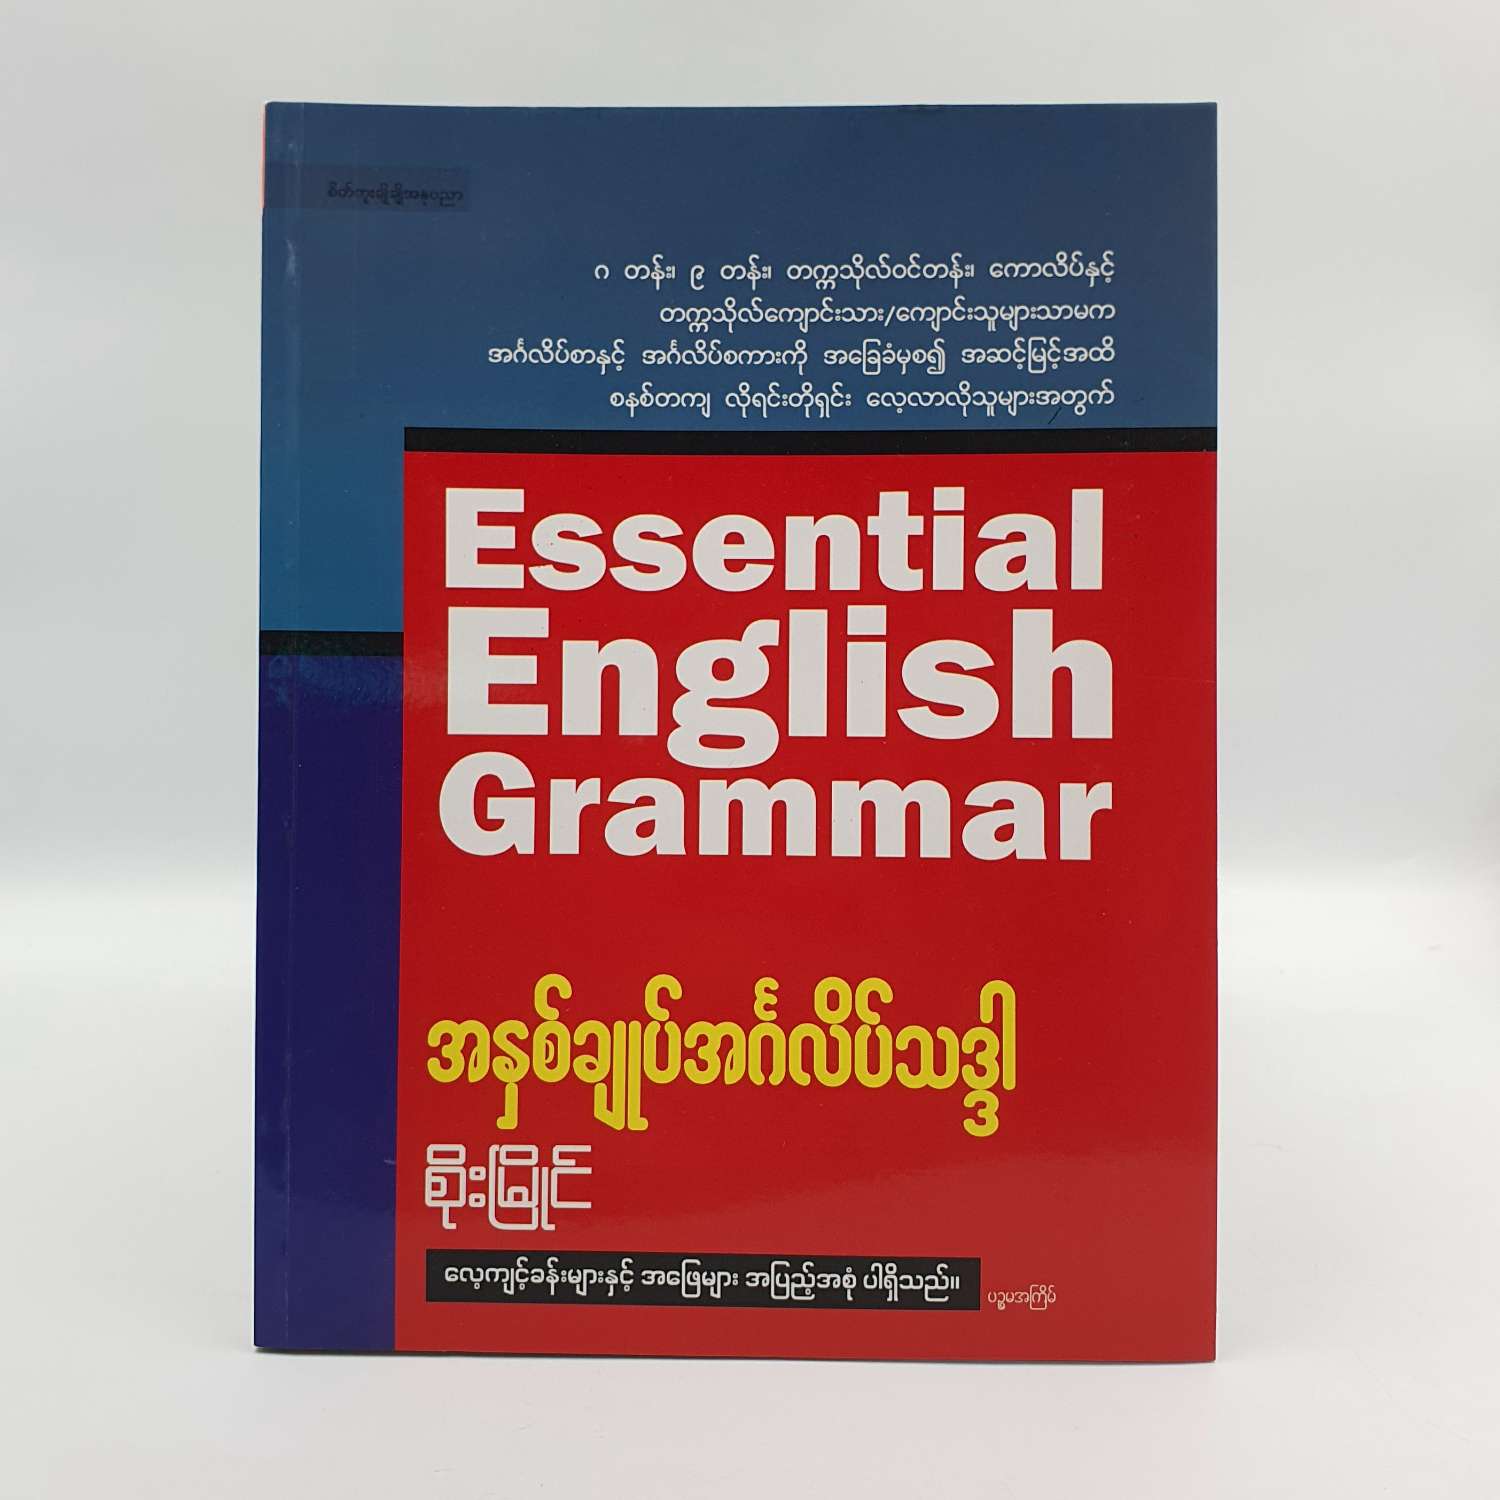 စိတ်ကူးချိုချိုအနုပညာ
ဂ တန်း၊ ၉ တန်း၊ တက္ကသိုလ်ဝင်တန်း၊ ကောလိပ်နှင့်
တက္ကသိုလ်ကျောင်းသား/ကျောင်းသူများသာမက
အင်္ဂလိပ်စာနှင့် အင်္ဂလိပ်စကားကို အခြေခံမှစ၍ အဆင့်မြင့်အထိ
စနစ်တကျ လိုရင်းတိုရှင်း လေ့လာလိုသူများအတွက်
Essential
English
Grammar
အနှစ်ချုပ်အင်္ဂလိပ်သဒ္ဒါ
စိုးမြိုင်
လေ့ကျင့်ခန်းများနှင့် အဖြေများ အပြည့်အစုံ ပါရှိသည်။
ပဉ္စမအကြိမ်